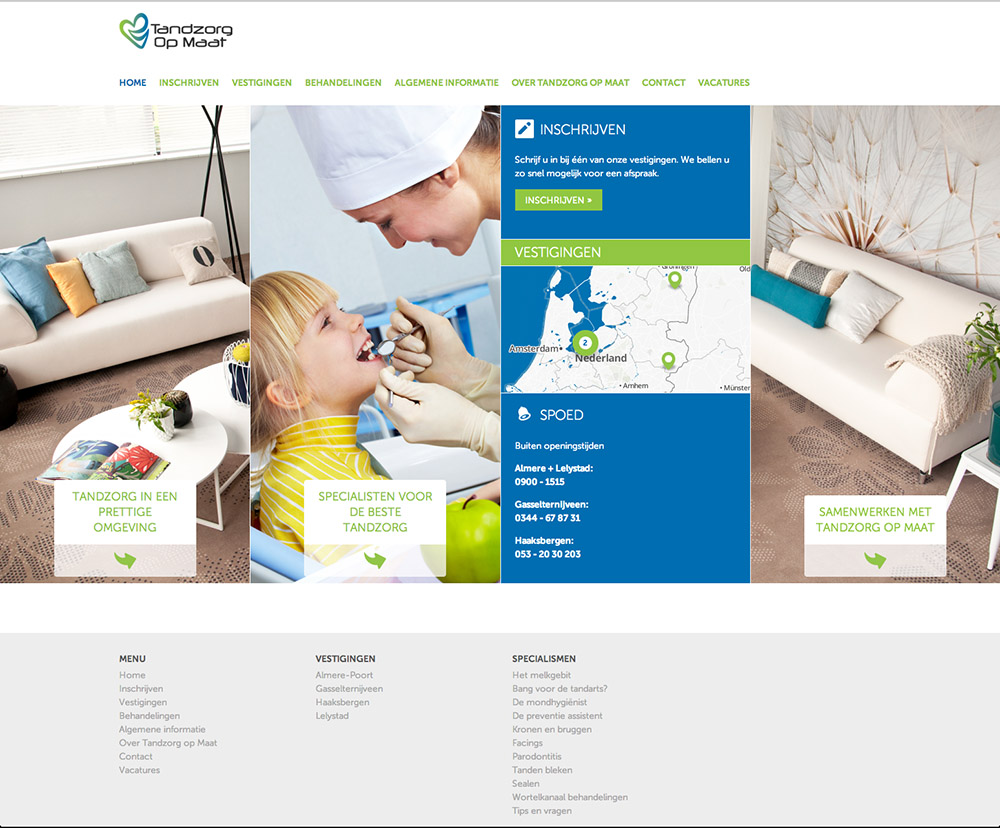 Tandzorg
Op Maat
HOME INSCHRIJVEN VESTIGINGEN BEHANDELINGEN ALGEMENE INFORMATIE OVER TANDZORG OP MAAT CONTACT VACATURES
O
TANDZORG IN EEN
PRETTIGE
OMGEVING
SPECIALISTEN VOOR
DE BESTE
TANDZORG
INSCHRIJVEN
Schrijf u in bij één van onze vestigingen. We bellen u
zo snel mogelijk voor een afspraak.
INSCHRIJVEN »
VESTIGINGEN
Groningen
Old
2
Amsterdam
Nederland
Arnhem
Münster
SPOED
Buiten openingstijden
Almere + Lelystad:
0900 - 1515
Gasselternijveen:
0344 - 67 87 31
Haaksbergen:
053 - 20 30 203
SAMENWERKEN MET
TANDZORG OP MAAT
MENU
Home
Inschrijven
Vestigingen
Behandelingen
Algemene informatie
Over Tandzorg op Maat
Contact
Vacatures
VESTIGINGEN
Almere-Poort
Gasselternijveen
Haaksbergen
Lelystad
SPECIALISMEN
Het melkgebit
Bang voor de tandarts?
De mondhygiënist
De preventie assistent
Kronen en bruggen
Facings
Parodontitis
Tanden bleken
Sealen
Wortelkanaal behandelingen
Tips en vragen